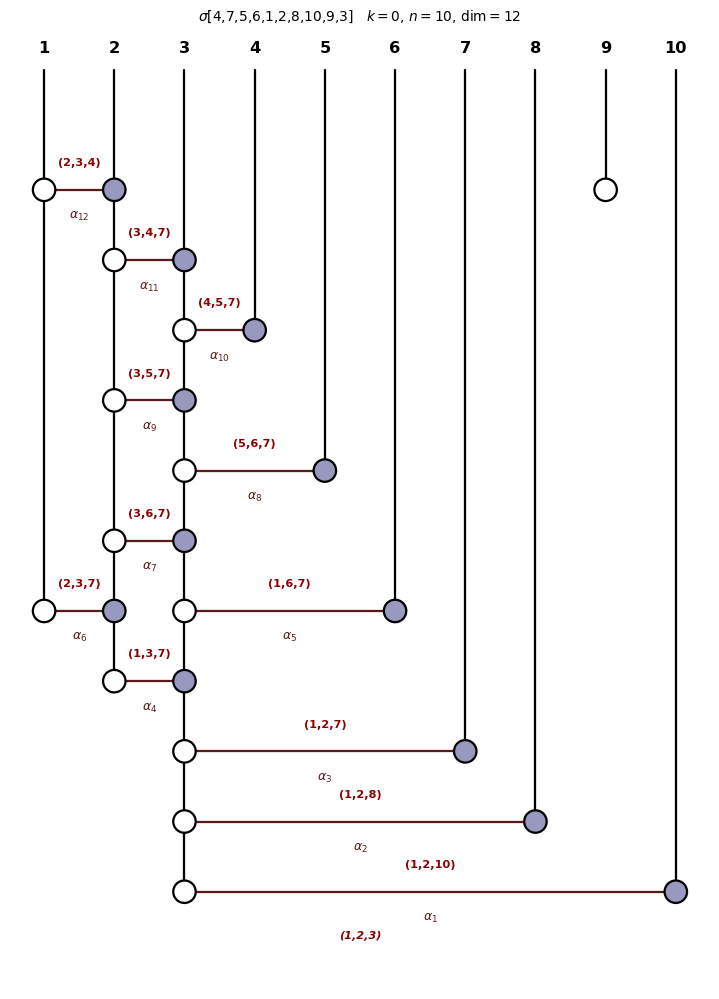 σ[4,7,5,6,1,2,8,10,9,3]   k = 0, n = 10, dim = 12
1 2 3 4 5 6 7 8 9 10
(2,3,4)
α₁₂
(3,4,7)
α₁₁
(4,5,7)
α₁₀
(3,5,7)
α₉
(5,6,7)
α₈
(3,6,7)
α₇
(2,3,7) (1,6,7)
α₆ α₅
(1,3,7)
α₄
(1,2,7)
α₃
(1,2,8)
α₂
(1,2,10)
α₁
(1,2,3)